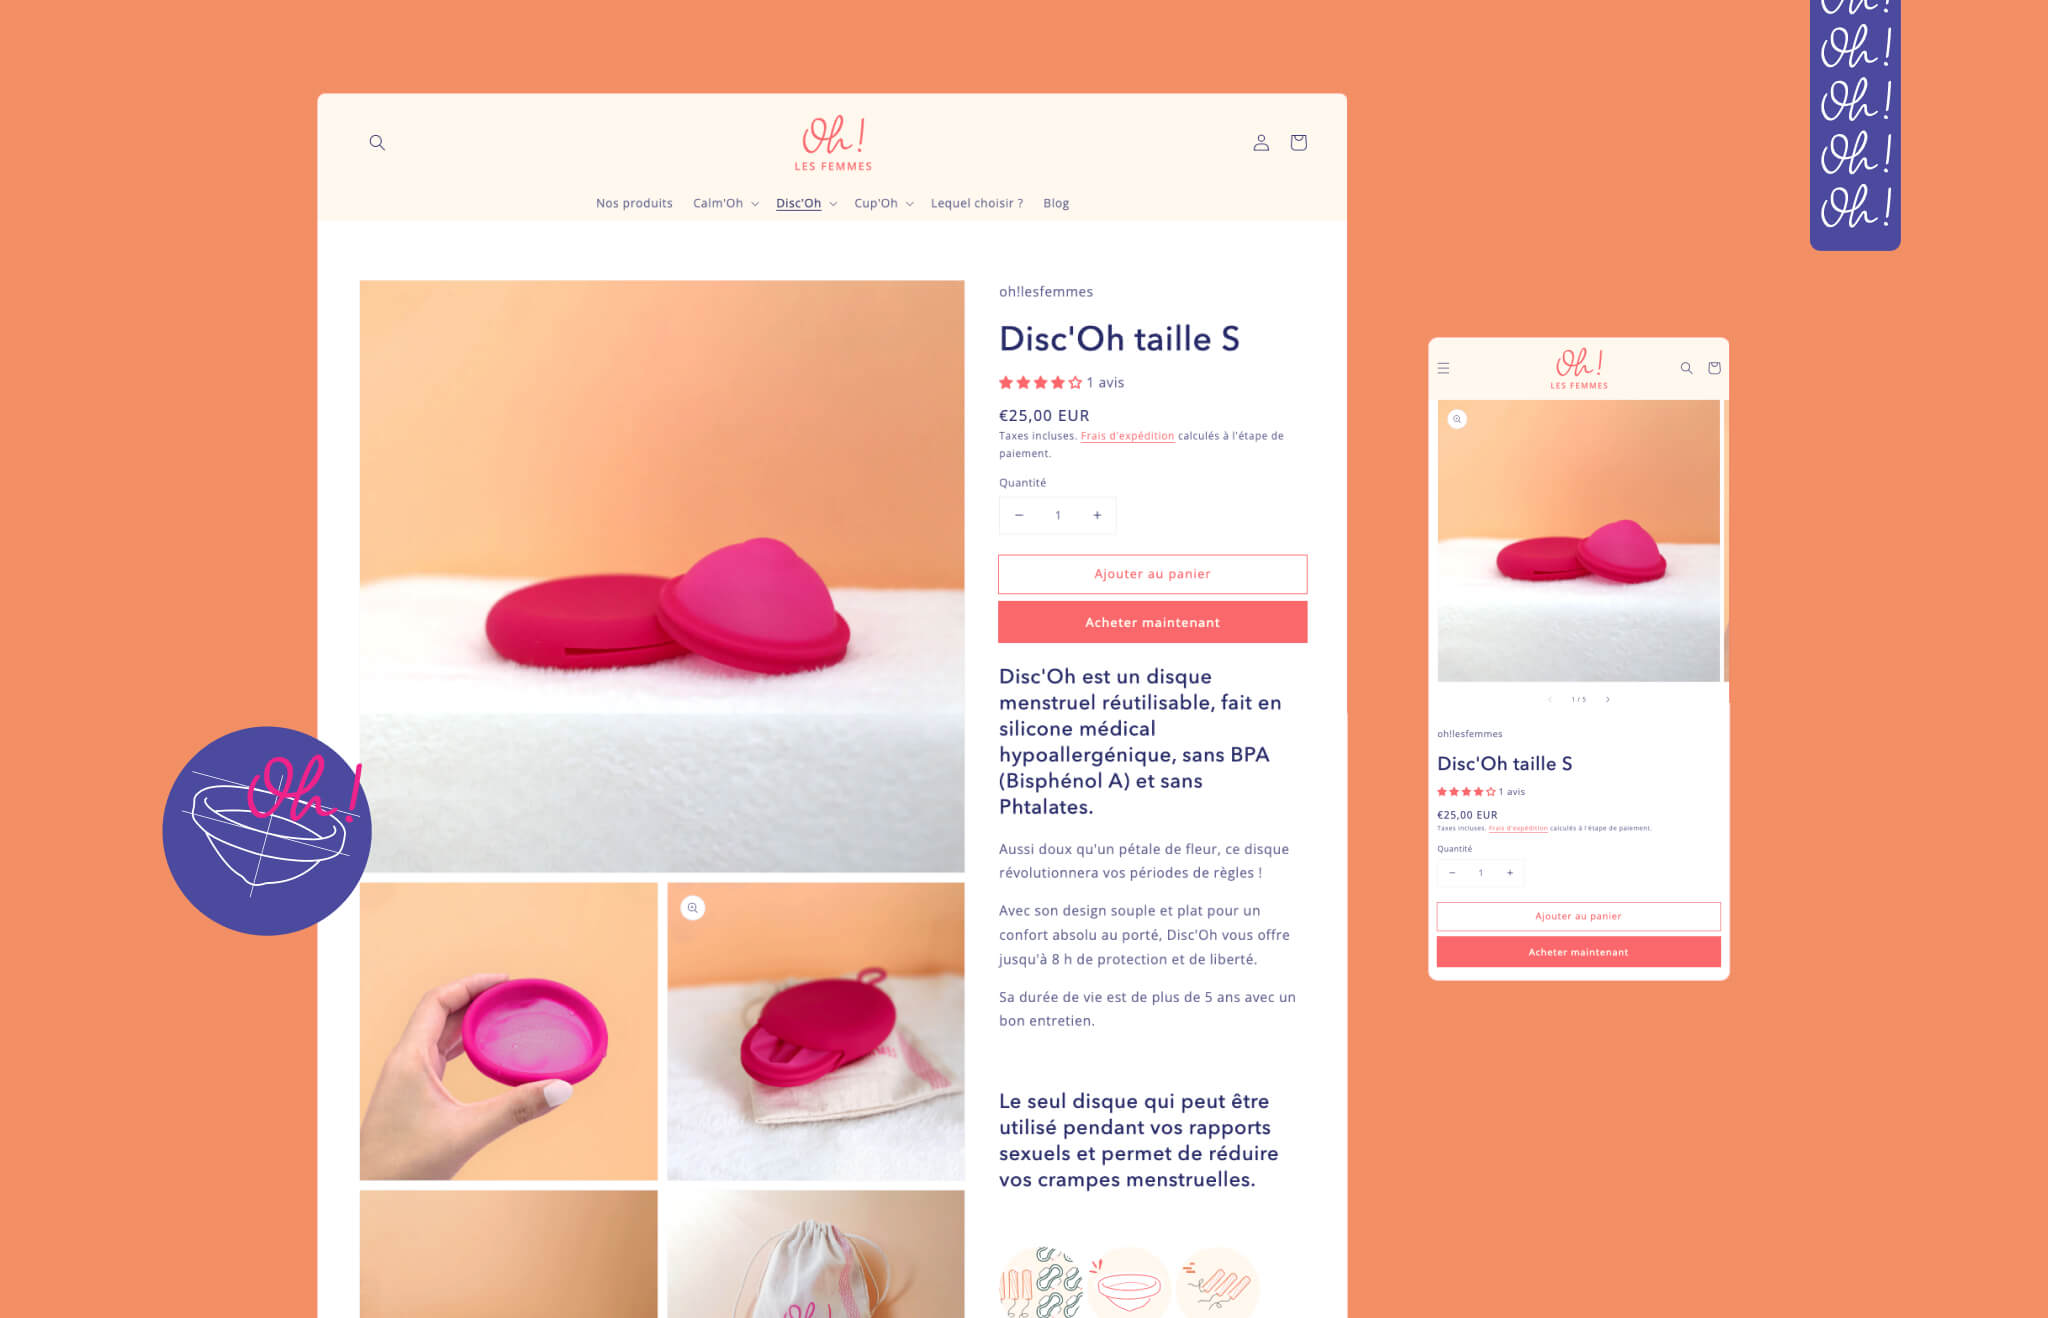 Oh!
Oh!
Oh!
Oh!
Oh!
Oh!
LES FEMMES
Nos produits
Calm'Oh
Disc'Oh
Cup'Oh
Lequel choisir ?
Blog
oh!lesfemmes
Disc'Oh taille S
1 avis
€25,00 EUR
Taxes incluses. Frais d'expédition calculés à l'étape de
paiement.
Quantité
− 1 +
Ajouter au panier
Acheter maintenant
Disc'Oh est un disque
menstruel réutilisable, fait en
silicone médical
hypoallergénique, sans BPA
(Bisphénol A) et sans
Phtalates.
Aussi doux qu'un pétale de fleur, ce disque
révolutionnera vos périodes de règles !
Avec son design souple et plat pour un
confort absolu au porté, Disc'Oh vous offre
jusqu'à 8 h de protection et de liberté.
Sa durée de vie est de plus de 5 ans avec un
bon entretien.
Le seul disque qui peut être
utilisé pendant vos rapports
sexuels et permet de réduire
vos crampes menstruelles.
Oh!
Oh!
Oh!
LES FEMMES
1 / 5
oh!lesfemmes
Disc'Oh taille S
1 avis
€25,00 EUR
Taxes incluses. Frais d'expédition calculés à l'étape de paiement.
Quantité
− 1 +
Ajouter au panier
Acheter maintenant